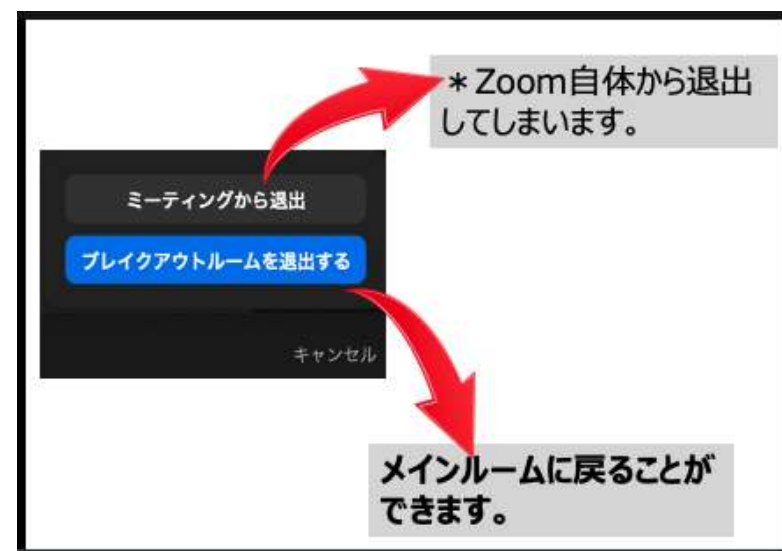 ＊Zoom自体から退出
してしまいます。
ミーティングから退出
ブレイクアウトルームを退出する
キャンセル
メインルームに戻ることが
できます。